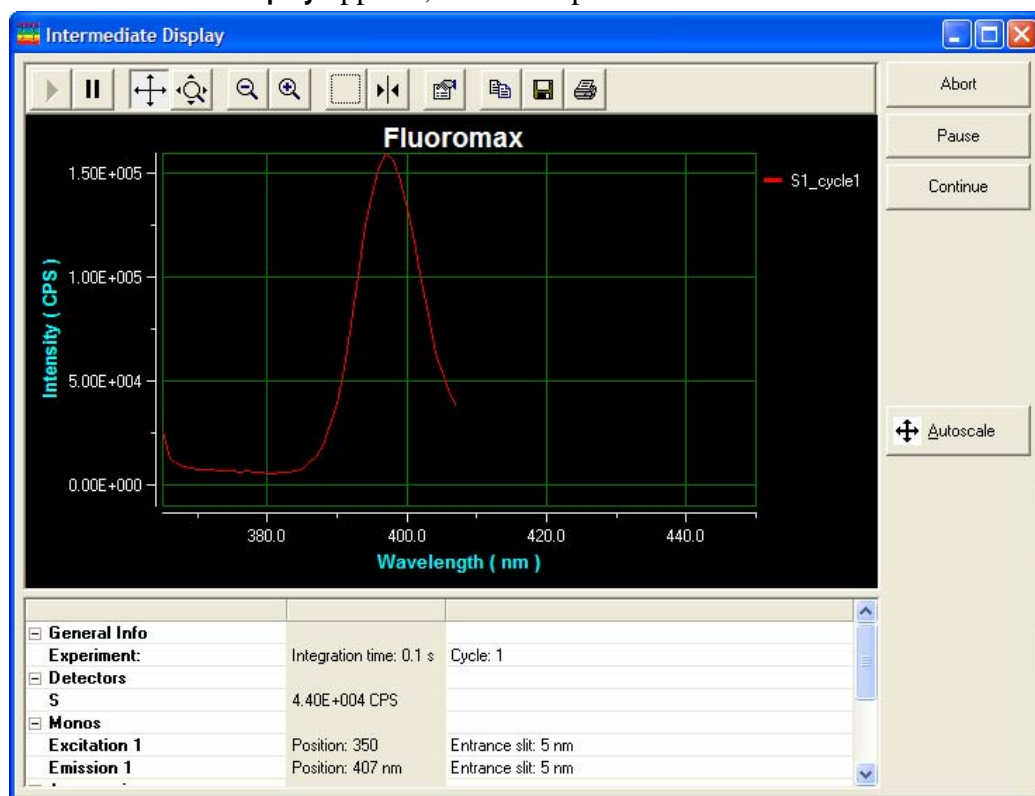 Intermediate Display
Abort
Pause
Continue
Autoscale
Fluoromax
S1_cycle1
1.50E+005
1.00E+005
5.00E+004
0.00E+000
Intensity ( CPS )
380.0 400.0 420.0 440.0
Wavelength ( nm )
General Info
Experiment: Integration time: 0.1 s Cycle: 1
Detectors
S 4.40E+004 CPS
Monos
Excitation 1 Position: 350 Entrance slit: 5 nm
Emission 1 Position: 407 nm Entrance slit: 5 nm